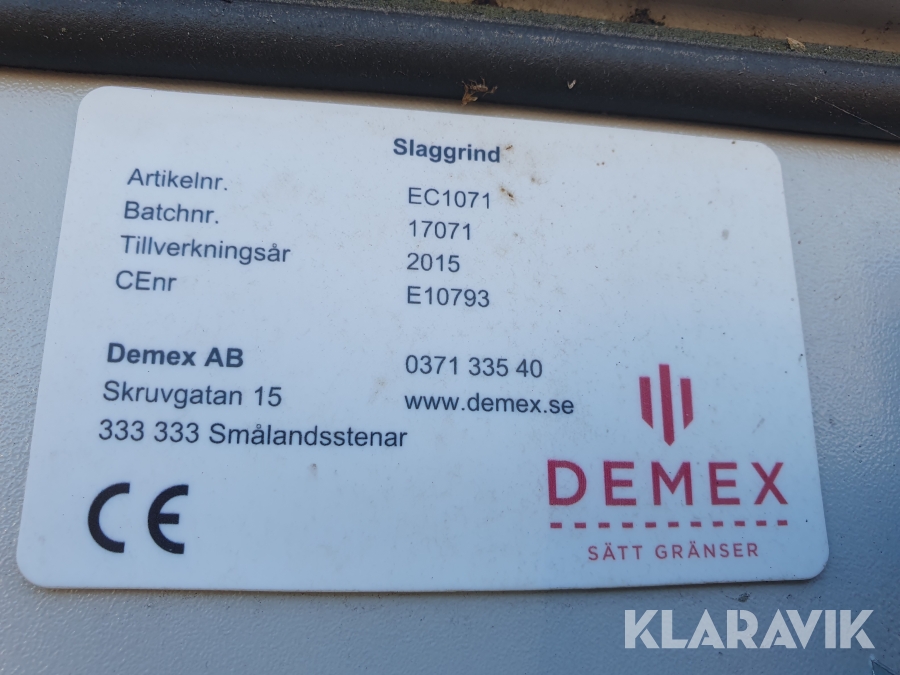 Slaggrind
Artikelnr. EC1071
Batchnr. 17071
Tillverkningsår 2015
CEnr E10793
Demex AB 0371 335 40
Skruvgatan 15 www.demex.se
333 333 Smålandsstenar
CE
DEMEX
SÄTT GRÄNSER
KLARAVIK